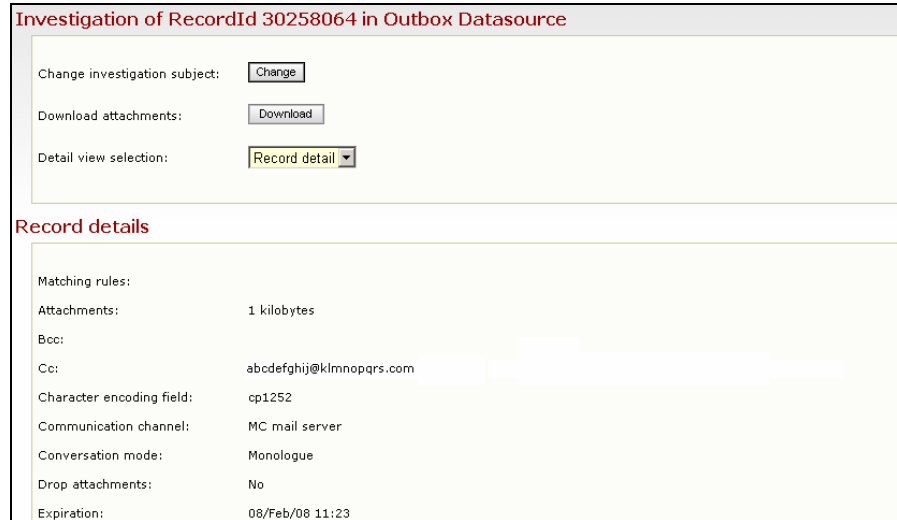 Investigation of RecordId 30258064 in Outbox Datasource
Change investigation subject: Change
Download attachments: Download
Detail view selection: Record detail
Record details
Matching rules:
Attachments: 1 kilobytes
Bcc:
Cc: abcdefghij@klmnopqrs.com
Character encoding field: cp1252
Communication channel: MC mail server
Conversation mode: Monologue
Drop attachments: No
Expiration: 08/Feb/08 11:23